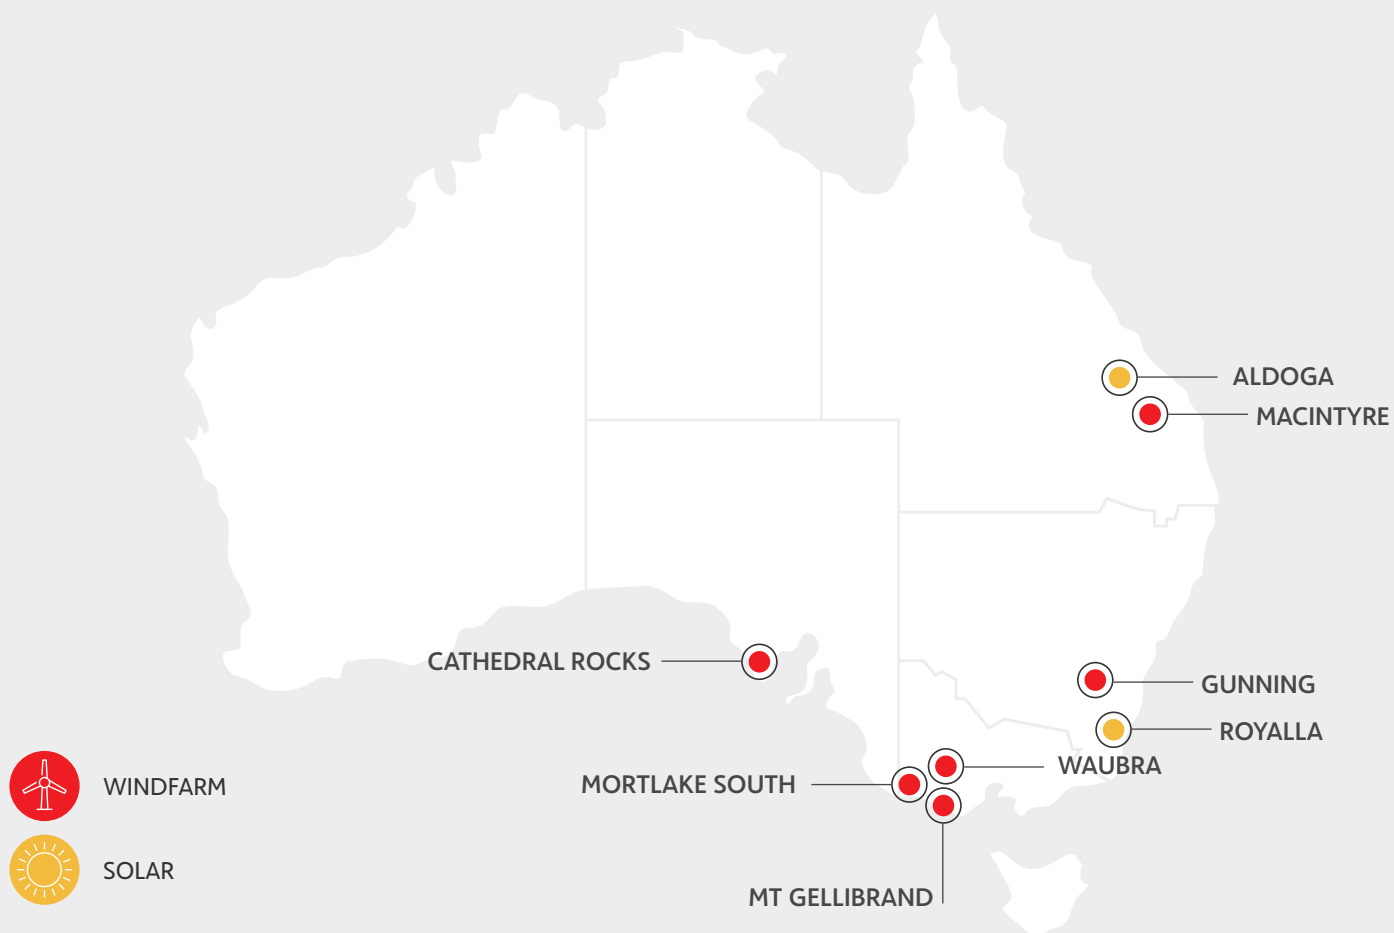 ALDOGA
MACINTYRE
CATHEDRAL ROCKS
GUNNING
ROYALLA
WAUBRA
MORTLAKE SOUTH
MT GELLIBRAND
WINDFARM
SOLAR